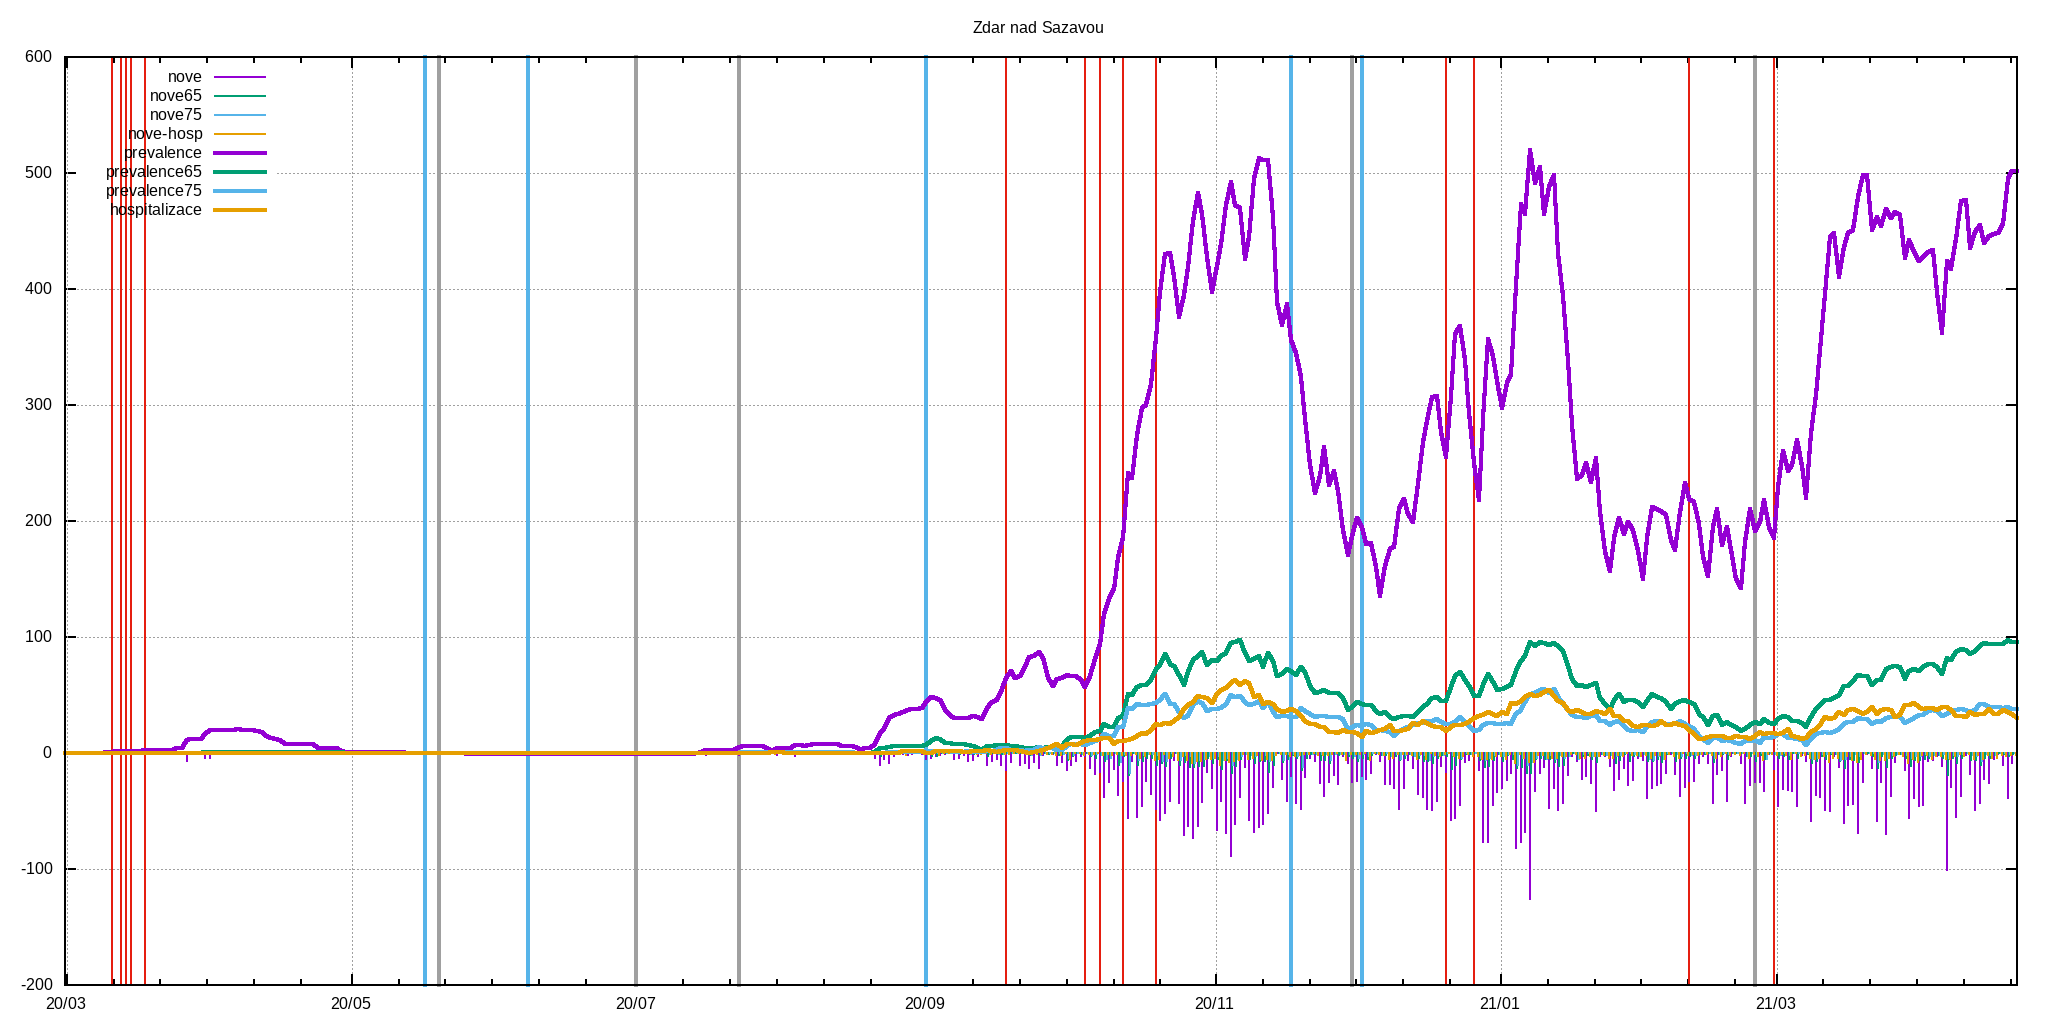 Zdar nad Sazavou
600
500
400
300
200
100
0
-100
-200
nove
nove65
nove75
nove-hosp
prevalence
prevalence65
prevalence75
hospitalizace
20/03
20/05
20/07
20/09
20/11
21/01
21/03